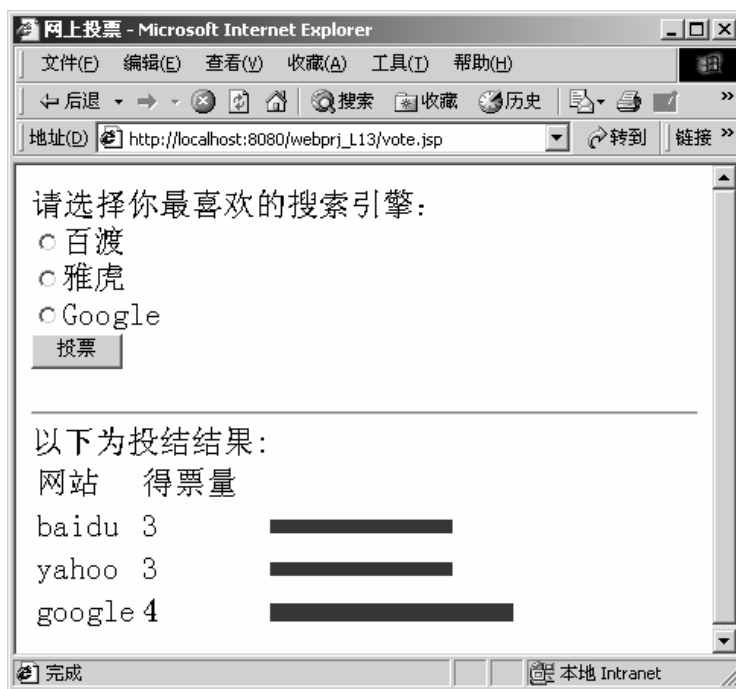 网上投票 - Microsoft Internet Explorer
文件(F) 编辑(E) 查看(V) 收藏(A) 工具(T) 帮助(H)
后退 搜索 收藏 历史 »
地址(D) http://localhost:8080/webprj_L13/vote.jsp 转到 链接 »
请选择你最喜欢的搜索引擎:
百渡
雅虎
Google
投票
以下为投结结果:
网站 得票量
baidu 3
yahoo 3
google 4
完成 本地 Intranet